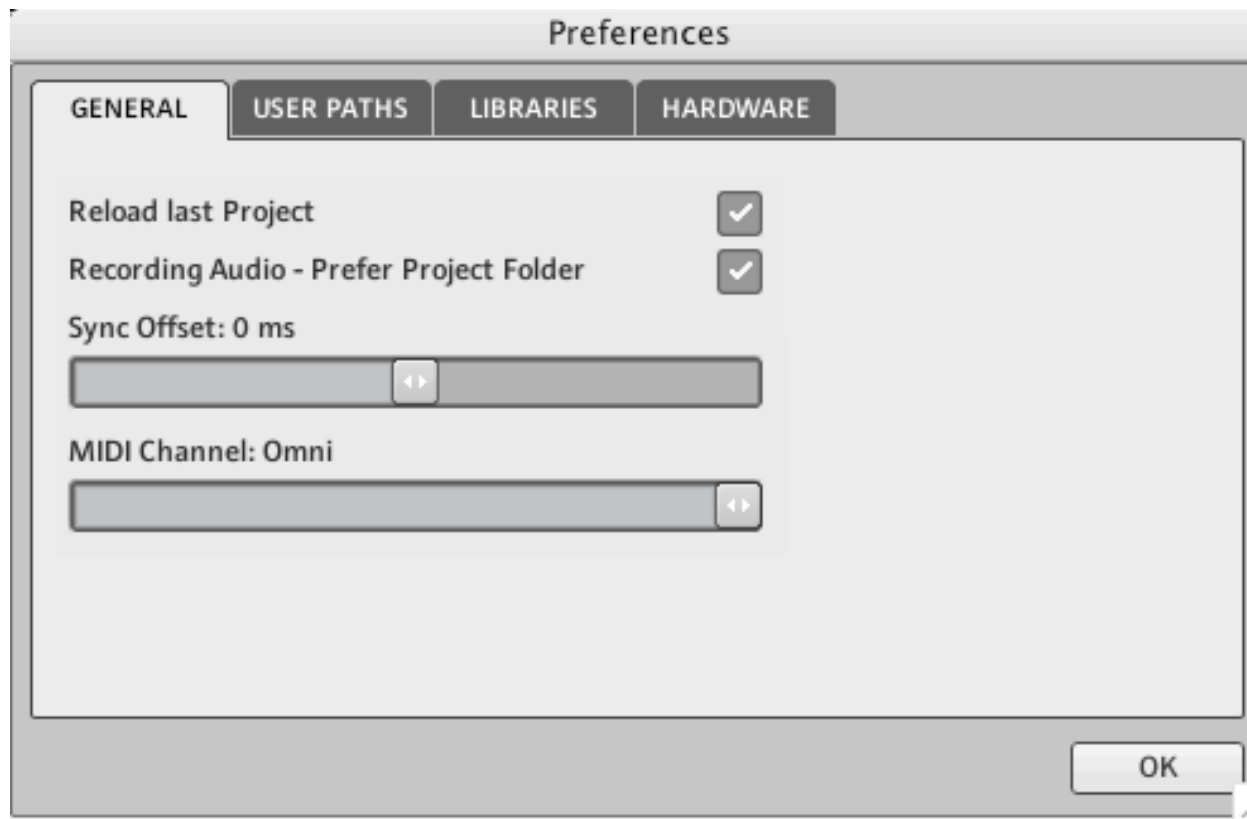 Preferences
GENERAL USER PATHS LIBRARIES HARDWARE
Reload last Project
Recording Audio - Prefer Project Folder
Sync Offset: 0 ms
MIDI Channel: Omni
OK